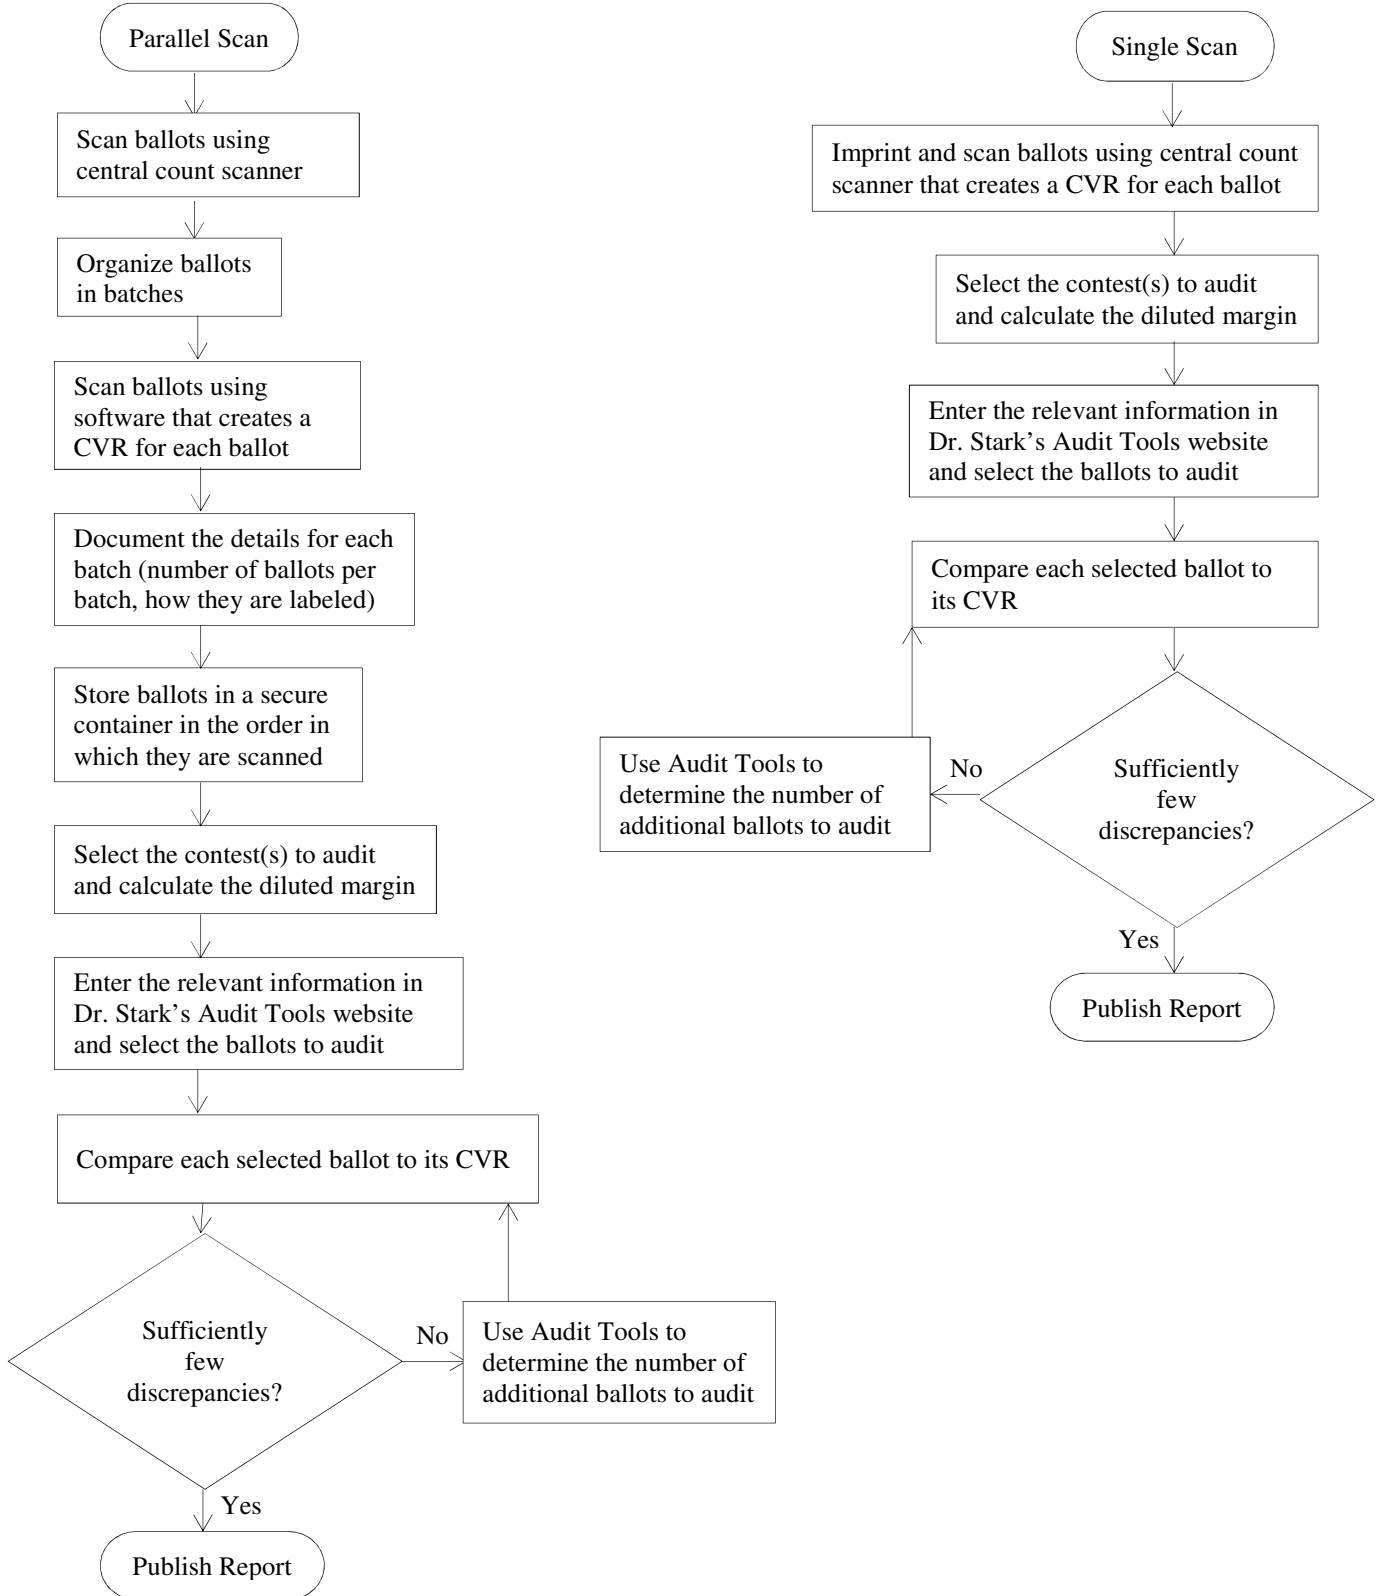 Parallel Scan
Scan ballots using
central count scanner
Organize ballots
in batches
Scan ballots using
software that creates a
CVR for each ballot
Document the details for each
batch (number of ballots per
batch, how they are labeled)
Store ballots in a secure
container in the order in
which they are scanned
Select the contest(s) to audit
and calculate the diluted margin
Enter the relevant information in
Dr. Stark’s Audit Tools website
and select the ballots to audit
Compare each selected ballot to its CVR
Sufficiently
few
discrepancies?
No
Use Audit Tools to
determine the number of
additional ballots to audit
Yes
Publish Report
Single Scan
Imprint and scan ballots using central count
scanner that creates a CVR for each ballot
Select the contest(s) to audit
and calculate the diluted margin
Enter the relevant information in
Dr. Stark’s Audit Tools website
and select the ballots to audit
Compare each selected ballot to
its CVR
Sufficiently
few
discrepancies?
No
Use Audit Tools to
determine the number of
additional ballots to audit
Yes
Publish Report